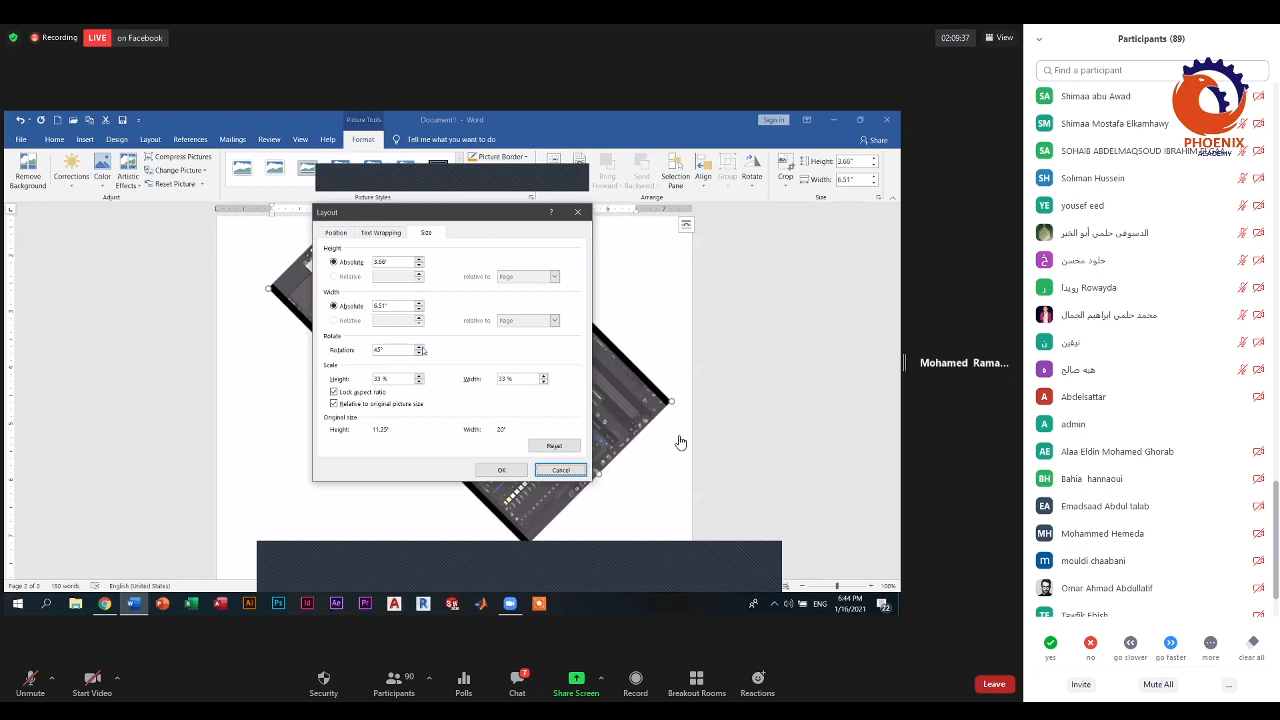 Recording
LIVE
on Facebook
02:09:37
View
Participants (89)
Find a participant
PHOENIX
ACADEMY
Shimaa abu Awad
Shimaa Mostafa Elkamhawy
SOHAIB ABDELMAQSOUD IBRAHIM
Soliman Hussein
yousef eed
الدسوقى حلمي أبو الخير
خلود محسن
رويدا Rowayda
محمد حلمي ابراهيم الجمال
نيفين
هبه صالح
Abdelsattar
admin
Alaa Eldin Mohamed Ghorab
Bahia hannaoui
Emadsaad Abdul talab
Mohammed Hemeda
mouldi chaabani
Omar Ahmad Abdullatif
Tawfik Ebish
yes
no
go slower
go faster
more
clear all
Invite
Mute All
...
Document1 - Word
Picture Tools
Sign in
File
Home
Insert
Design
Layout
References
Mailings
Review
View
Help
Format
Tell me what you want to do
Share
Remove Background
Corrections
Color
Artistic Effects
Compress Pictures
Change Picture
Reset Picture
Picture Border
Bring Forward
Send Backward
Selection Pane
Align
Group
Rotate
Crop
Height: 3.66"
Width: 6.51"
Adjust
Picture Styles
Arrange
Size
Layout
Position
Text Wrapping
Size
Height
Absolute 3.66"
Relative
relative to Page
Width
Absolute 6.51"
Relative
relative to Page
Rotate
Rotation: 45°
Scale
Height: 33 %
Width: 33 %
Lock aspect ratio
Relative to original picture size
Original size
Height: 11.25"
Width: 20"
Reset
OK
Cancel
Mohamed Rama...
Page 2 of 3
180 words
English (United States)
100%
ENG
6:44 PM
1/16/2021
22
Unmute
Start Video
Security
Participants
90
Polls
Chat
7
Share Screen
Record
Breakout Rooms
Reactions
Leave